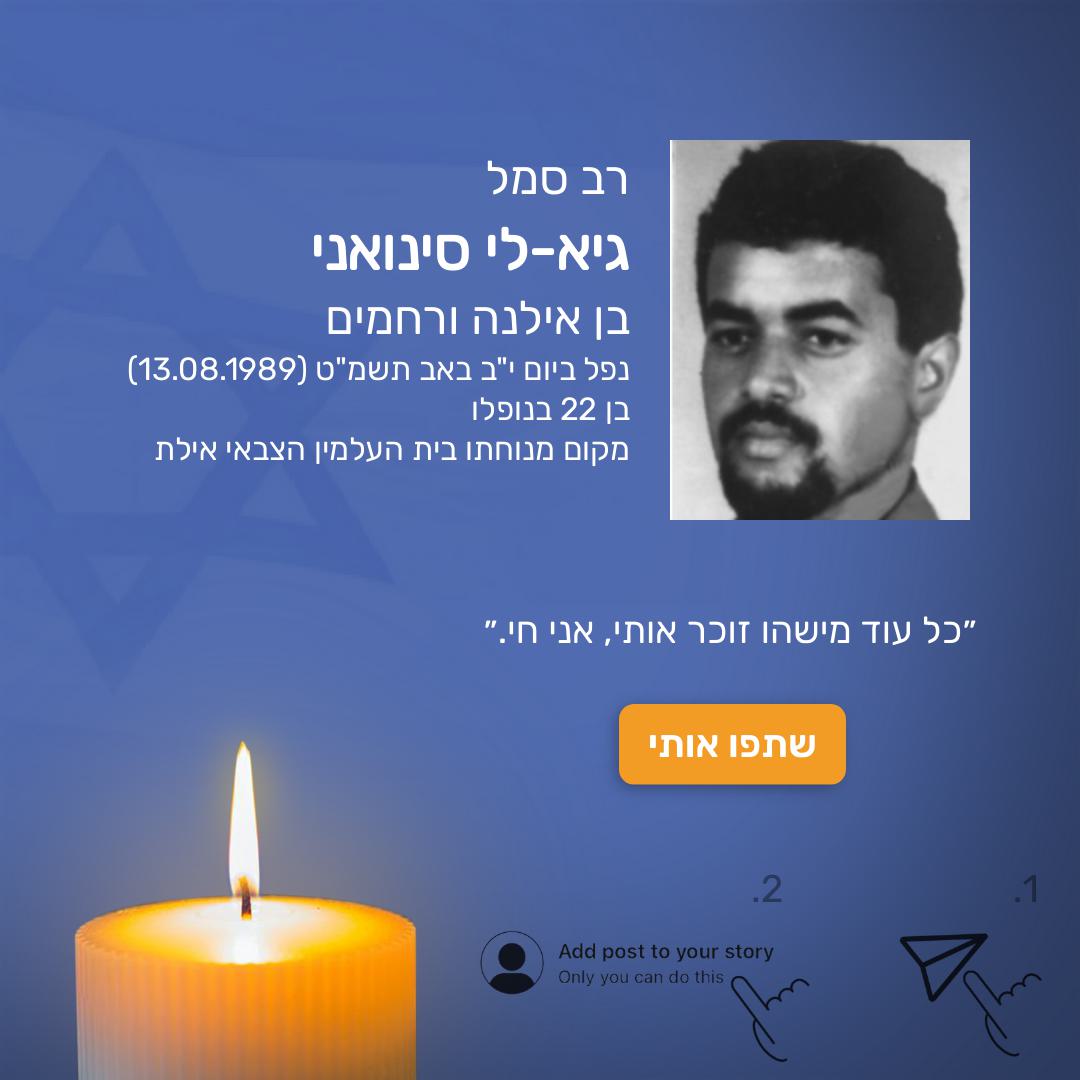 רב סמל
גיא-לי סינואני
בן אילנה ורחמים
נפל ביום י"ב באב תשמ"ט (13.08.1989)
בן 22 בנופלו
מקום מנוחתו בית העלמין הצבאי אילת
״כל עוד מישהו זוכר אותי, אני חי.״
שתפו אותי
1.
2.
Add post to your story
Only you can do this